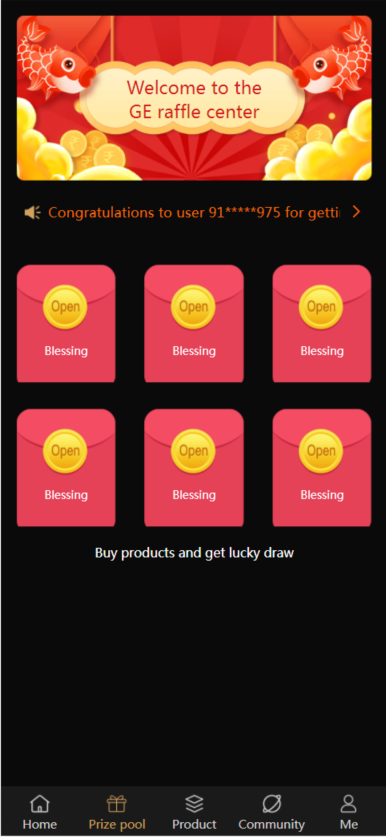 Welcome to the
GE raffle center
Congratulations to user 91*****975 for getti
Open Open Open
Blessing Blessing Blessing
Open Open Open
Blessing Blessing Blessing
Buy products and get lucky draw
Home Prize pool Product Community Me